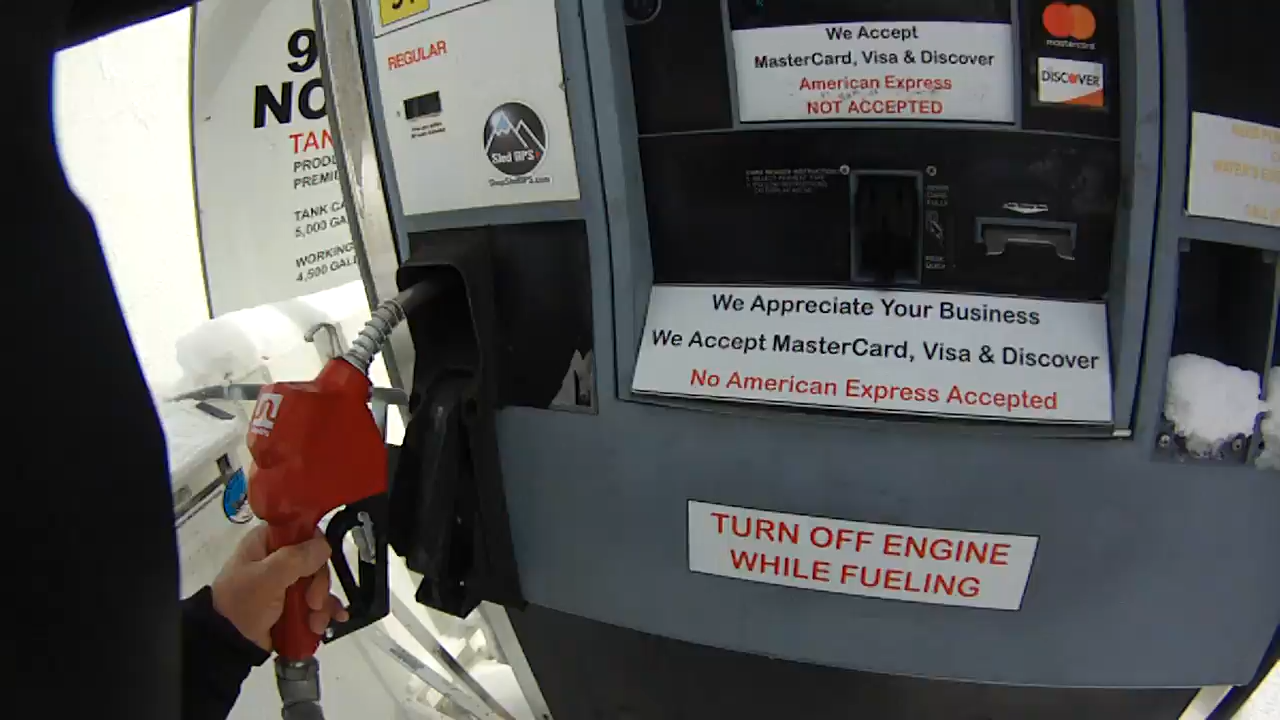 9
NO
TAN
PRODU
PREMI
TANK CA
5,000 GA
WORKING
4,500 GALL
REGULAR
Sled GPS
We Accept
MasterCard, Visa & Discover
American Express
NOT ACCEPTED
mastercard
DISCOVER
We Appreciate Your Business
We Accept MasterCard, Visa & Discover
No American Express Accepted
TURN OFF ENGINE
WHILE FUELING